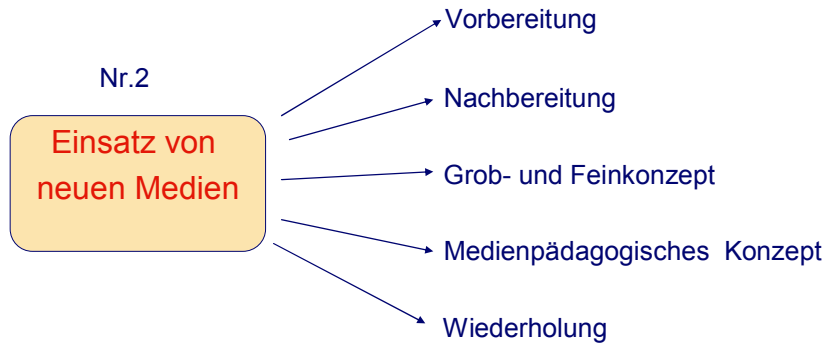 Nr.2
Einsatz von
neuen Medien
Vorbereitung
Nachbereitung
Grob- und Feinkonzept
Medienpädagogisches Konzept
Wiederholung